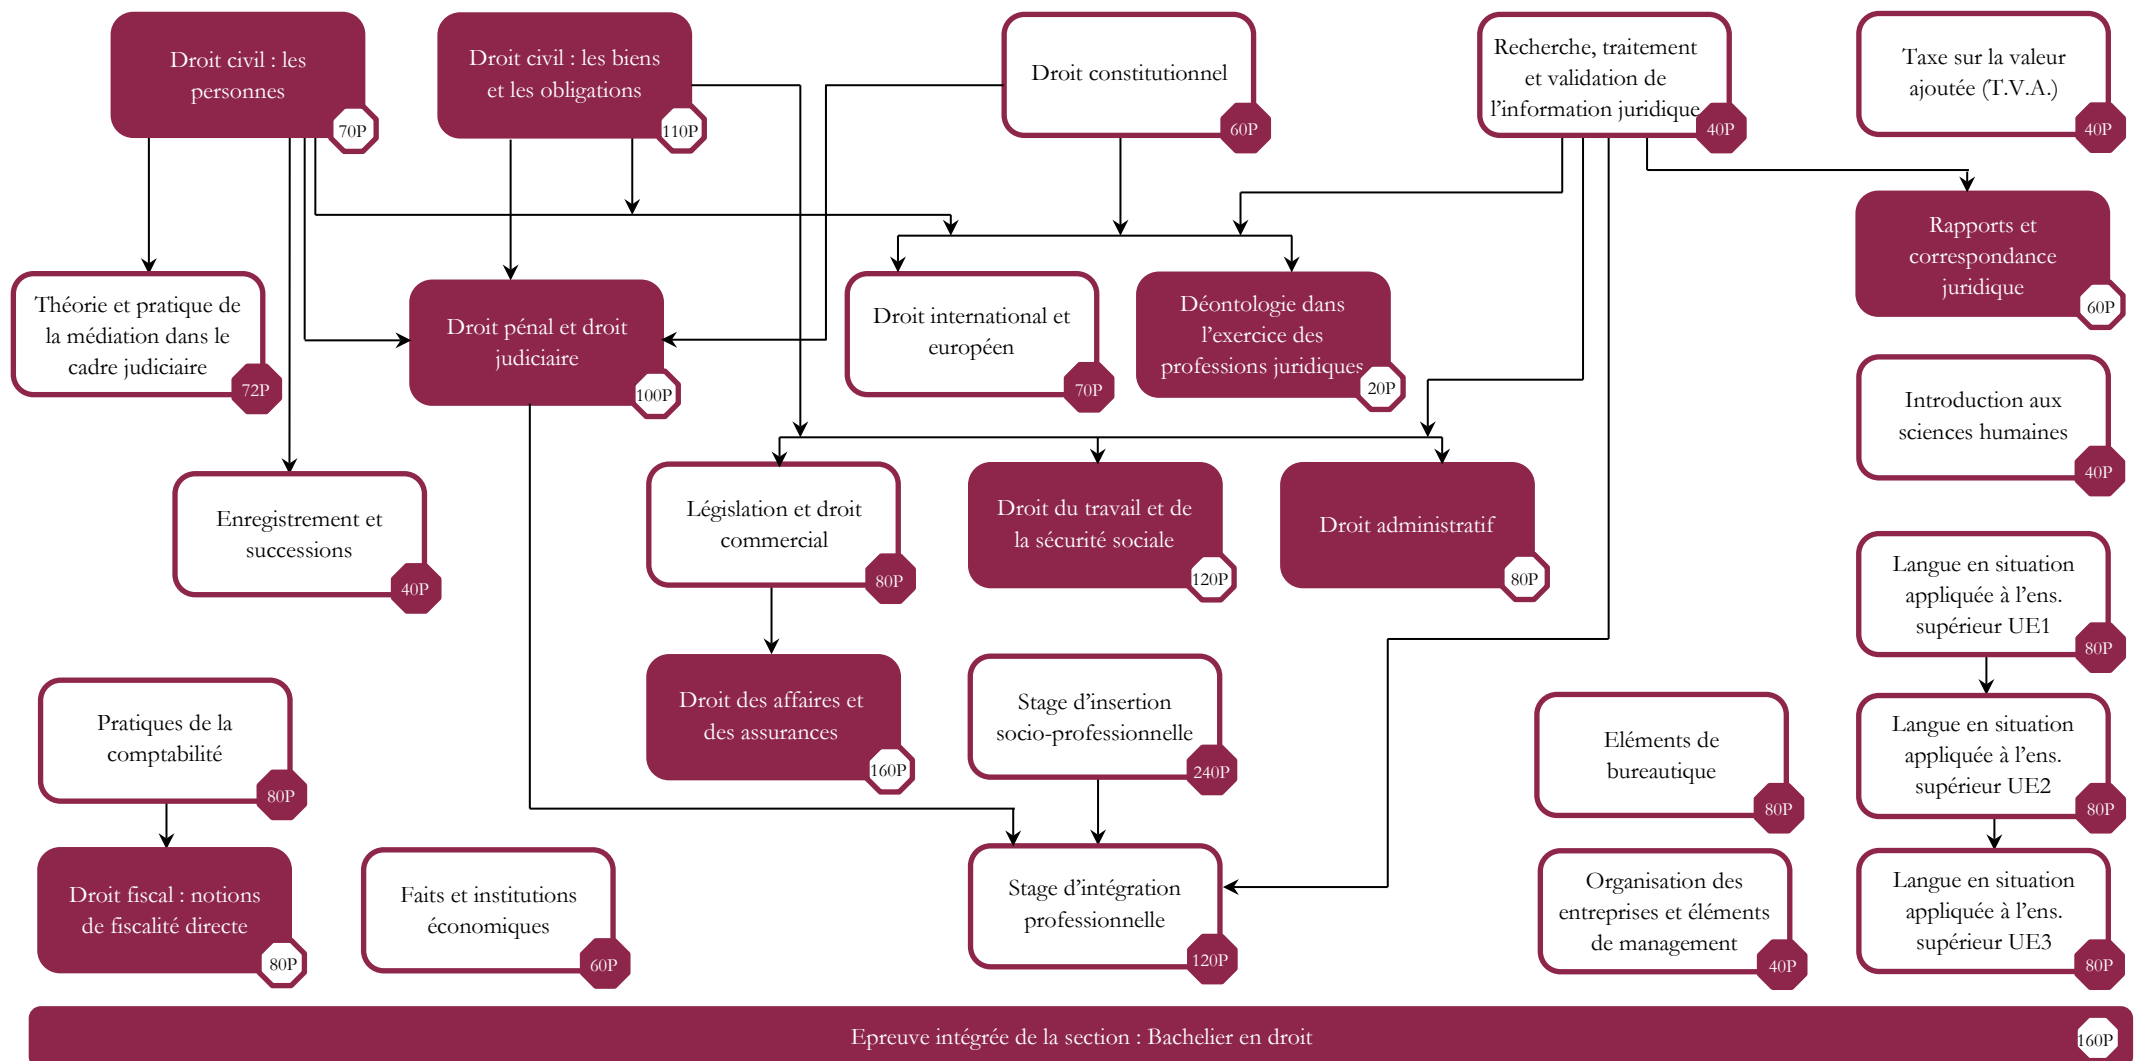 Droit civil : les
personnes
70P
Droit civil : les biens
et les obligations
110P
Droit constitutionnel
60P
Recherche, traitement
et validation de
l'information juridique
40P
Taxe sur la valeur
ajoutée (T.V.A.)
40P
Rapports et
correspondance
juridique
60P
Théorie et pratique de
la médiation dans le
cadre judiciaire
72P
Droit pénal et droit
judiciaire
100P
Droit international et
européen
70P
Déontologie dans
l'exercice des
professions juridiques
20P
Introduction aux
sciences humaines
40P
Enregistrement et
successions
40P
Législation et droit
commercial
80P
Droit du travail et de
la sécurité sociale
120P
Droit administratif
80P
Langue en situation
appliquée à l'ens.
supérieur UE1
80P
Pratiques de la
comptabilité
80P
Droit des affaires et
des assurances
160P
Stage d'insertion
socio-professionnelle
240P
Eléments de
bureautique
80P
Langue en situation
appliquée à l'ens.
supérieur UE2
80P
Droit fiscal : notions
de fiscalité directe
80P
Faits et institutions
économiques
60P
Stage d'intégration
professionnelle
120P
Organisation des
entreprises et éléments
de management
40P
Langue en situation
appliquée à l'ens.
supérieur UE3
80P
Epreuve intégrée de la section : Bachelier en droit
160P